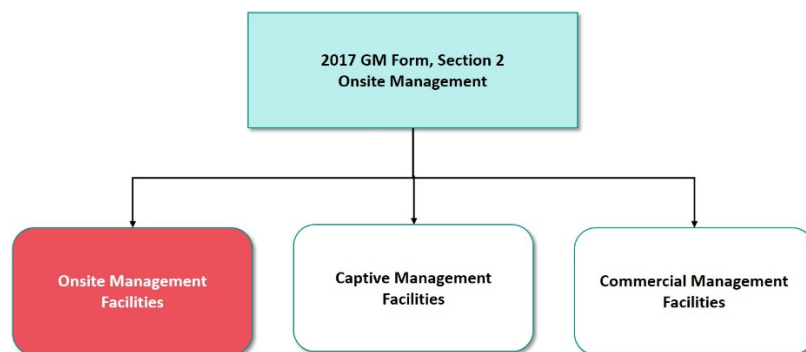 2017 GM Form, Section 2
Onsite Management
Onsite Management
Facilities
Captive Management
Facilities
Commercial Management
Facilities